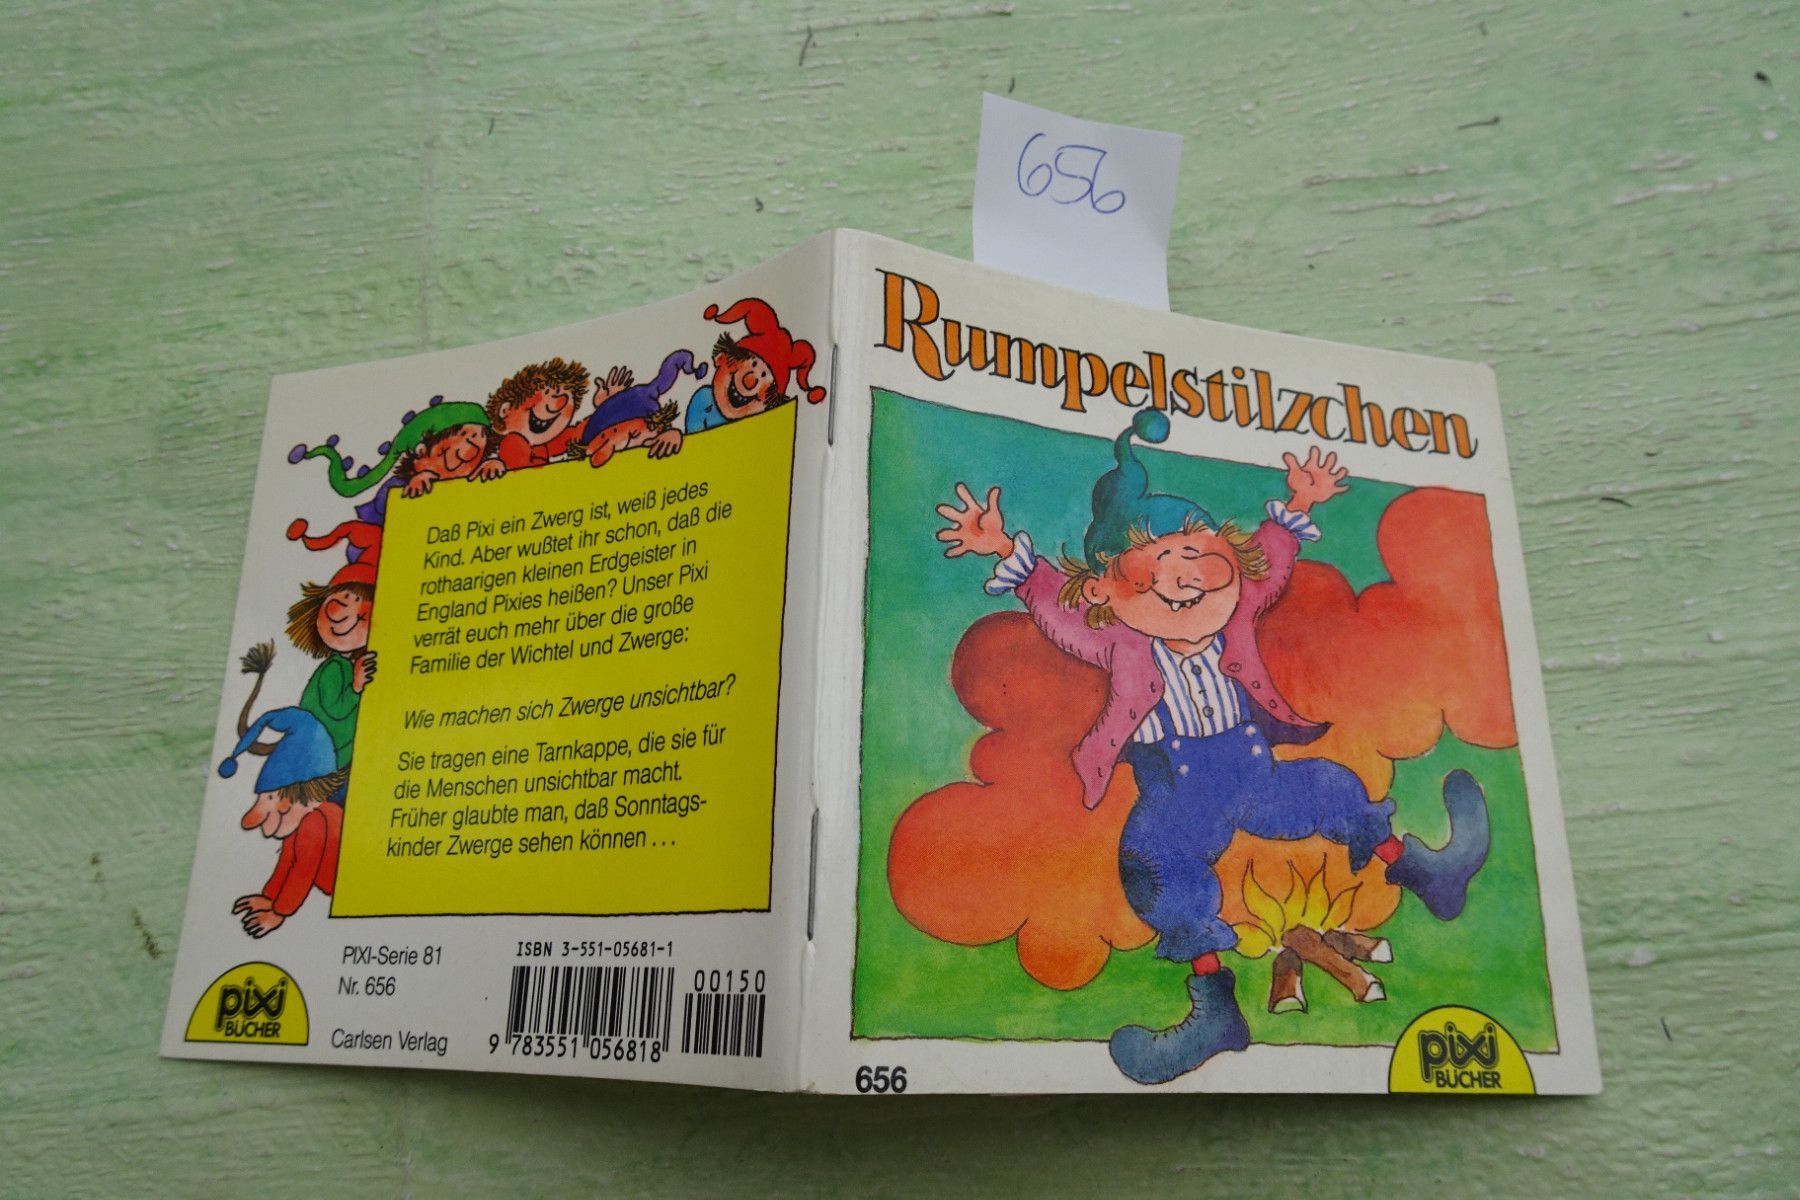 656
Rumpelstilzchen
Daß Pixi ein Zwerg ist, weiß jedes
Kind. Aber wußtet ihr schon, daß die
rothaarigen kleinen Erdgeister in
England Pixies heißen? Unser Pixi
verrät euch mehr über die große
Familie der Wichtel und Zwerge:
Wie machen sich Zwerge unsichtbar?
Sie tragen eine Tarnkappe, die sie für
die Menschen unsichtbar macht.
Früher glaubte man, daß Sonntags-
kinder Zwerge sehen können ...
PIXI-Serie 81
Nr. 656
Carlsen Verlag
pixi
BÜCHER
ISBN 3-551-05681-1
00150
9 783551 056818
656
pixi
BÜCHER